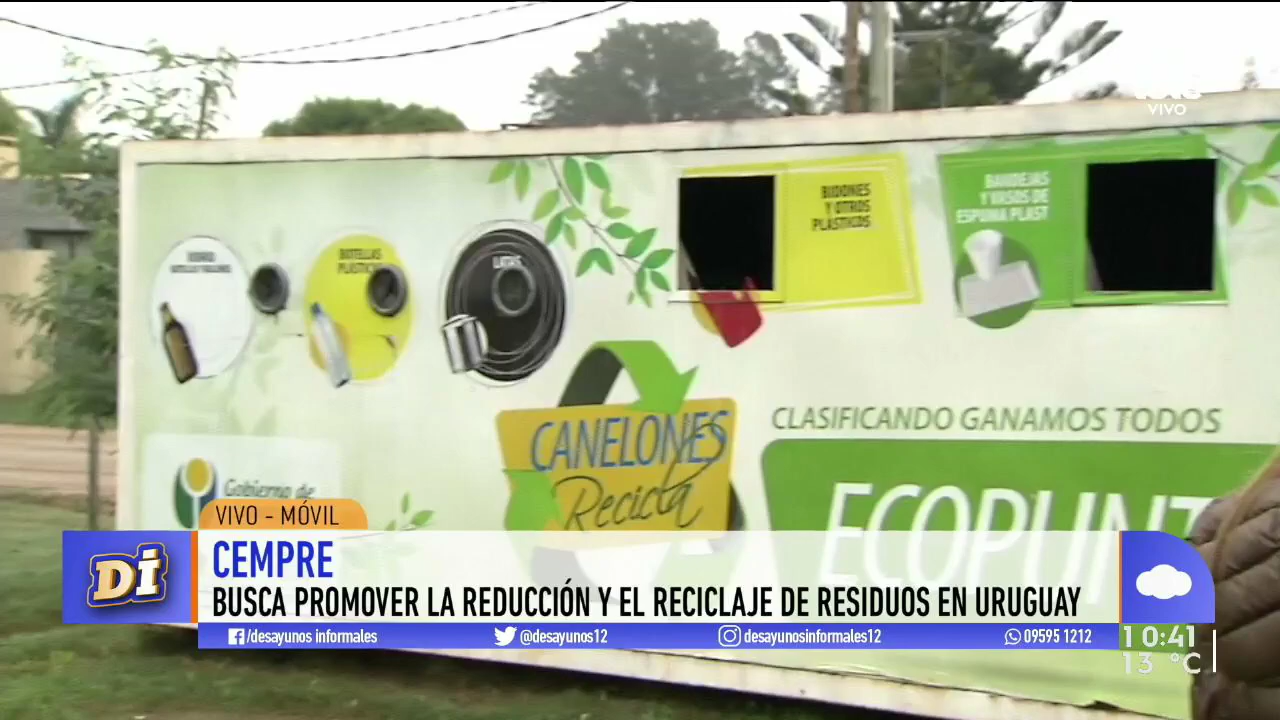 VIVO
BIDONES
Y OTROS
PLÁSTICOS
BANDEJAS
Y VASOS DE
ESPUMA PLAST
VIDRIO
BOTELLAS
PLÁSTICAS
LATAS
CANELONES
Recicla
CLASIFICANDO GANAMOS TODOS
ECOPUNT
Gobierno de
VIVO - MÓVIL
Di
CEMPRE
BUSCA PROMOVER LA REDUCCIÓN Y EL RECICLAJE DE RESIDUOS EN URUGUAY
/desayunos informales
@desayunos12
desayunosinformales12
09595 1212
10:41
13 °C